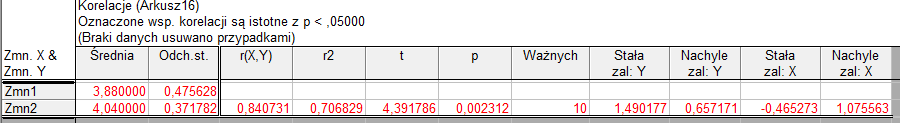 Korelacje (Arkusz16)
Oznaczone wsp. korelacji są istotne z p < ,05000
(Braki danych usuwano przypadkami)
Zmn. X & Zmn. Y Średnia Odch.st. r(X,Y) r2 t p Ważnych Stała zal: Y Nachyle zal: Y Stała zal: X Nachyle zal: X
Zmn1 3,880000 0,475628
Zmn2 4,040000 0,371782 0,840731 0,706829 4,391786 0,002312 10 1,490177 0,657171 -0,465273 1,075563